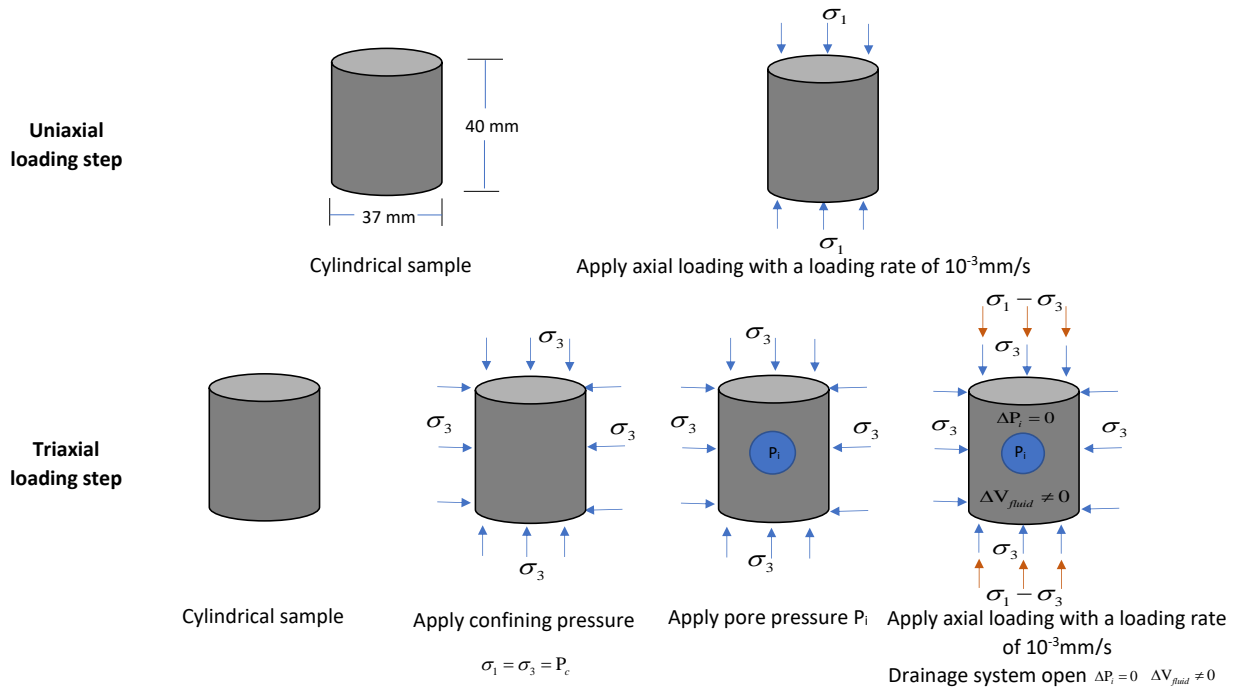 σ₁
Uniaxial
loading step
40 mm
37 mm
σ₁
Cylindrical sample
Apply axial loading with a loading rate of 10⁻³mm/s
σ₁ − σ₃
σ₃
σ₃
σ₃
Triaxial
loading step
σ₃
σ₃
σ₃
Pᵢ
σ₃
σ₃
ΔPᵢ = 0
Pᵢ
ΔV_fluid ≠ 0
σ₃
σ₃
σ₃
σ₃
σ₁ − σ₃
Cylindrical sample
Apply confining pressure
σ₁ = σ₃ = P_c
Apply pore pressure Pᵢ
Apply axial loading with a loading rate
of 10⁻³mm/s
Drainage system open ΔPᵢ = 0 ΔV_fluid ≠ 0